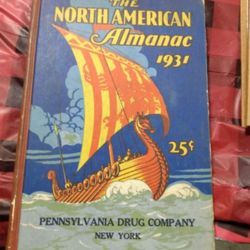 THE
NORTH AMERICAN
Almanac
1931
25¢
PENNSYLVANIA DRUG COMPANY
NEW YORK